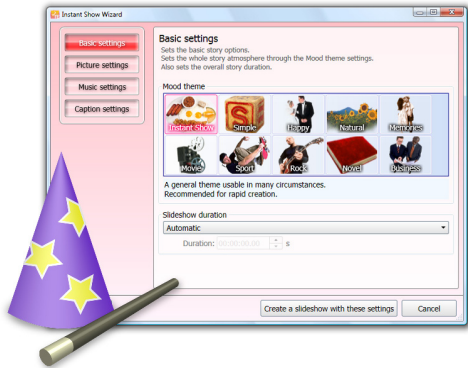 Instant Show Wizard
Basic settings
Picture settings
Music settings
Caption settings
Basic settings
Sets the basic story options.
Sets the whole story atmosphere through the Mood theme settings.
Also sets the overall story duration.
Mood theme
Instant Show
Simple
Happy
Natural
Memories
Movie
Sport
Rock
Novel
Business
A general theme usable in many circumstances.
Recommended for rapid creation.
Slideshow duration
Automatic
Duration: 00:00:00.00 s
Create a slideshow with these settings
Cancel